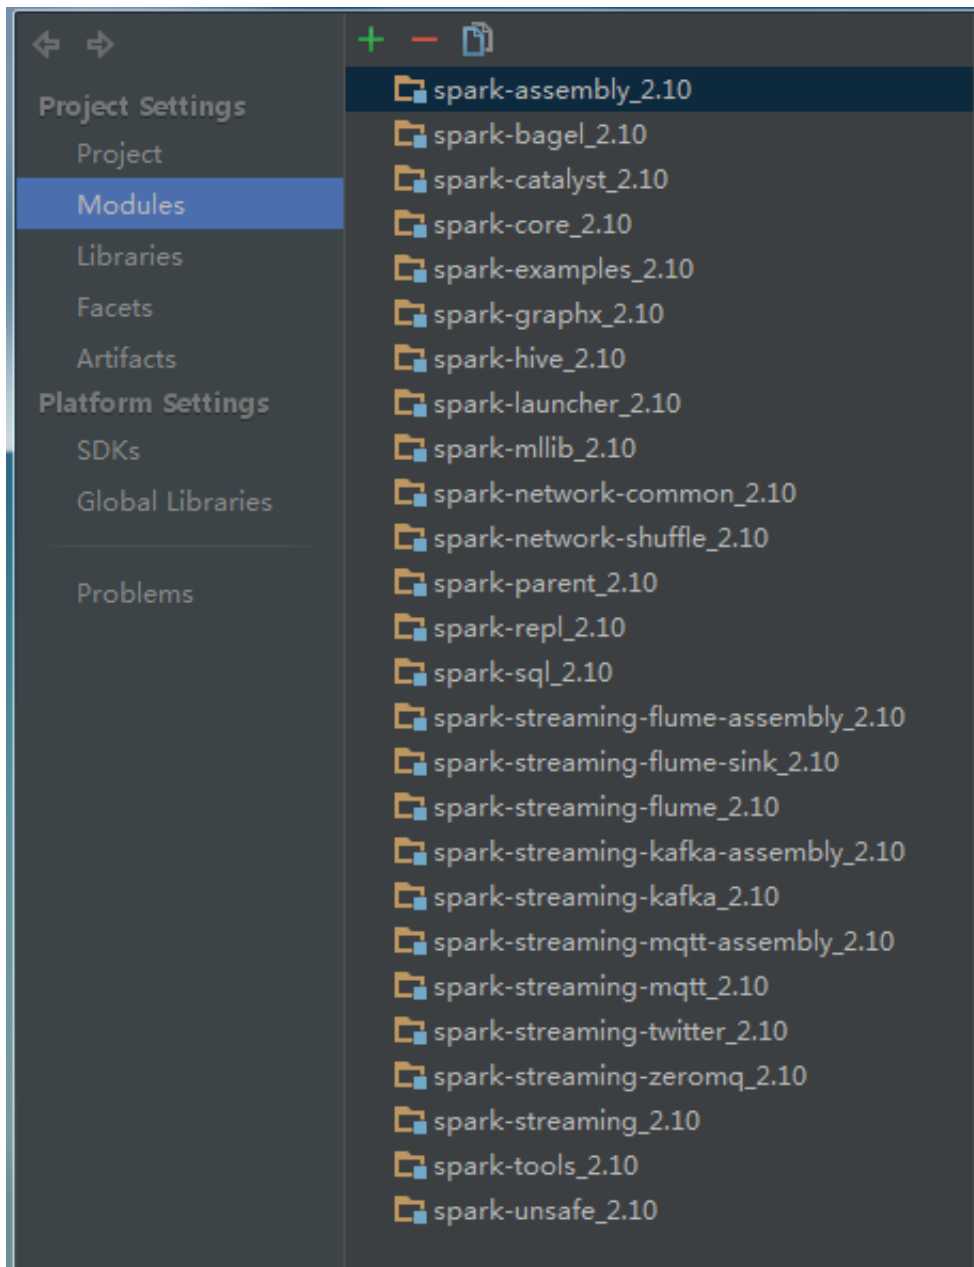 Project Settings
Project
Modules
Libraries
Facets
Artifacts
Platform Settings
SDKs
Global Libraries
Problems
spark-assembly_2.10
spark-bagel_2.10
spark-catalyst_2.10
spark-core_2.10
spark-examples_2.10
spark-graphx_2.10
spark-hive_2.10
spark-launcher_2.10
spark-mllib_2.10
spark-network-common_2.10
spark-network-shuffle_2.10
spark-parent_2.10
spark-repl_2.10
spark-sql_2.10
spark-streaming-flume-assembly_2.10
spark-streaming-flume-sink_2.10
spark-streaming-flume_2.10
spark-streaming-kafka-assembly_2.10
spark-streaming-kafka_2.10
spark-streaming-mqtt-assembly_2.10
spark-streaming-mqtt_2.10
spark-streaming-twitter_2.10
spark-streaming-zeromq_2.10
spark-streaming_2.10
spark-tools_2.10
spark-unsafe_2.10